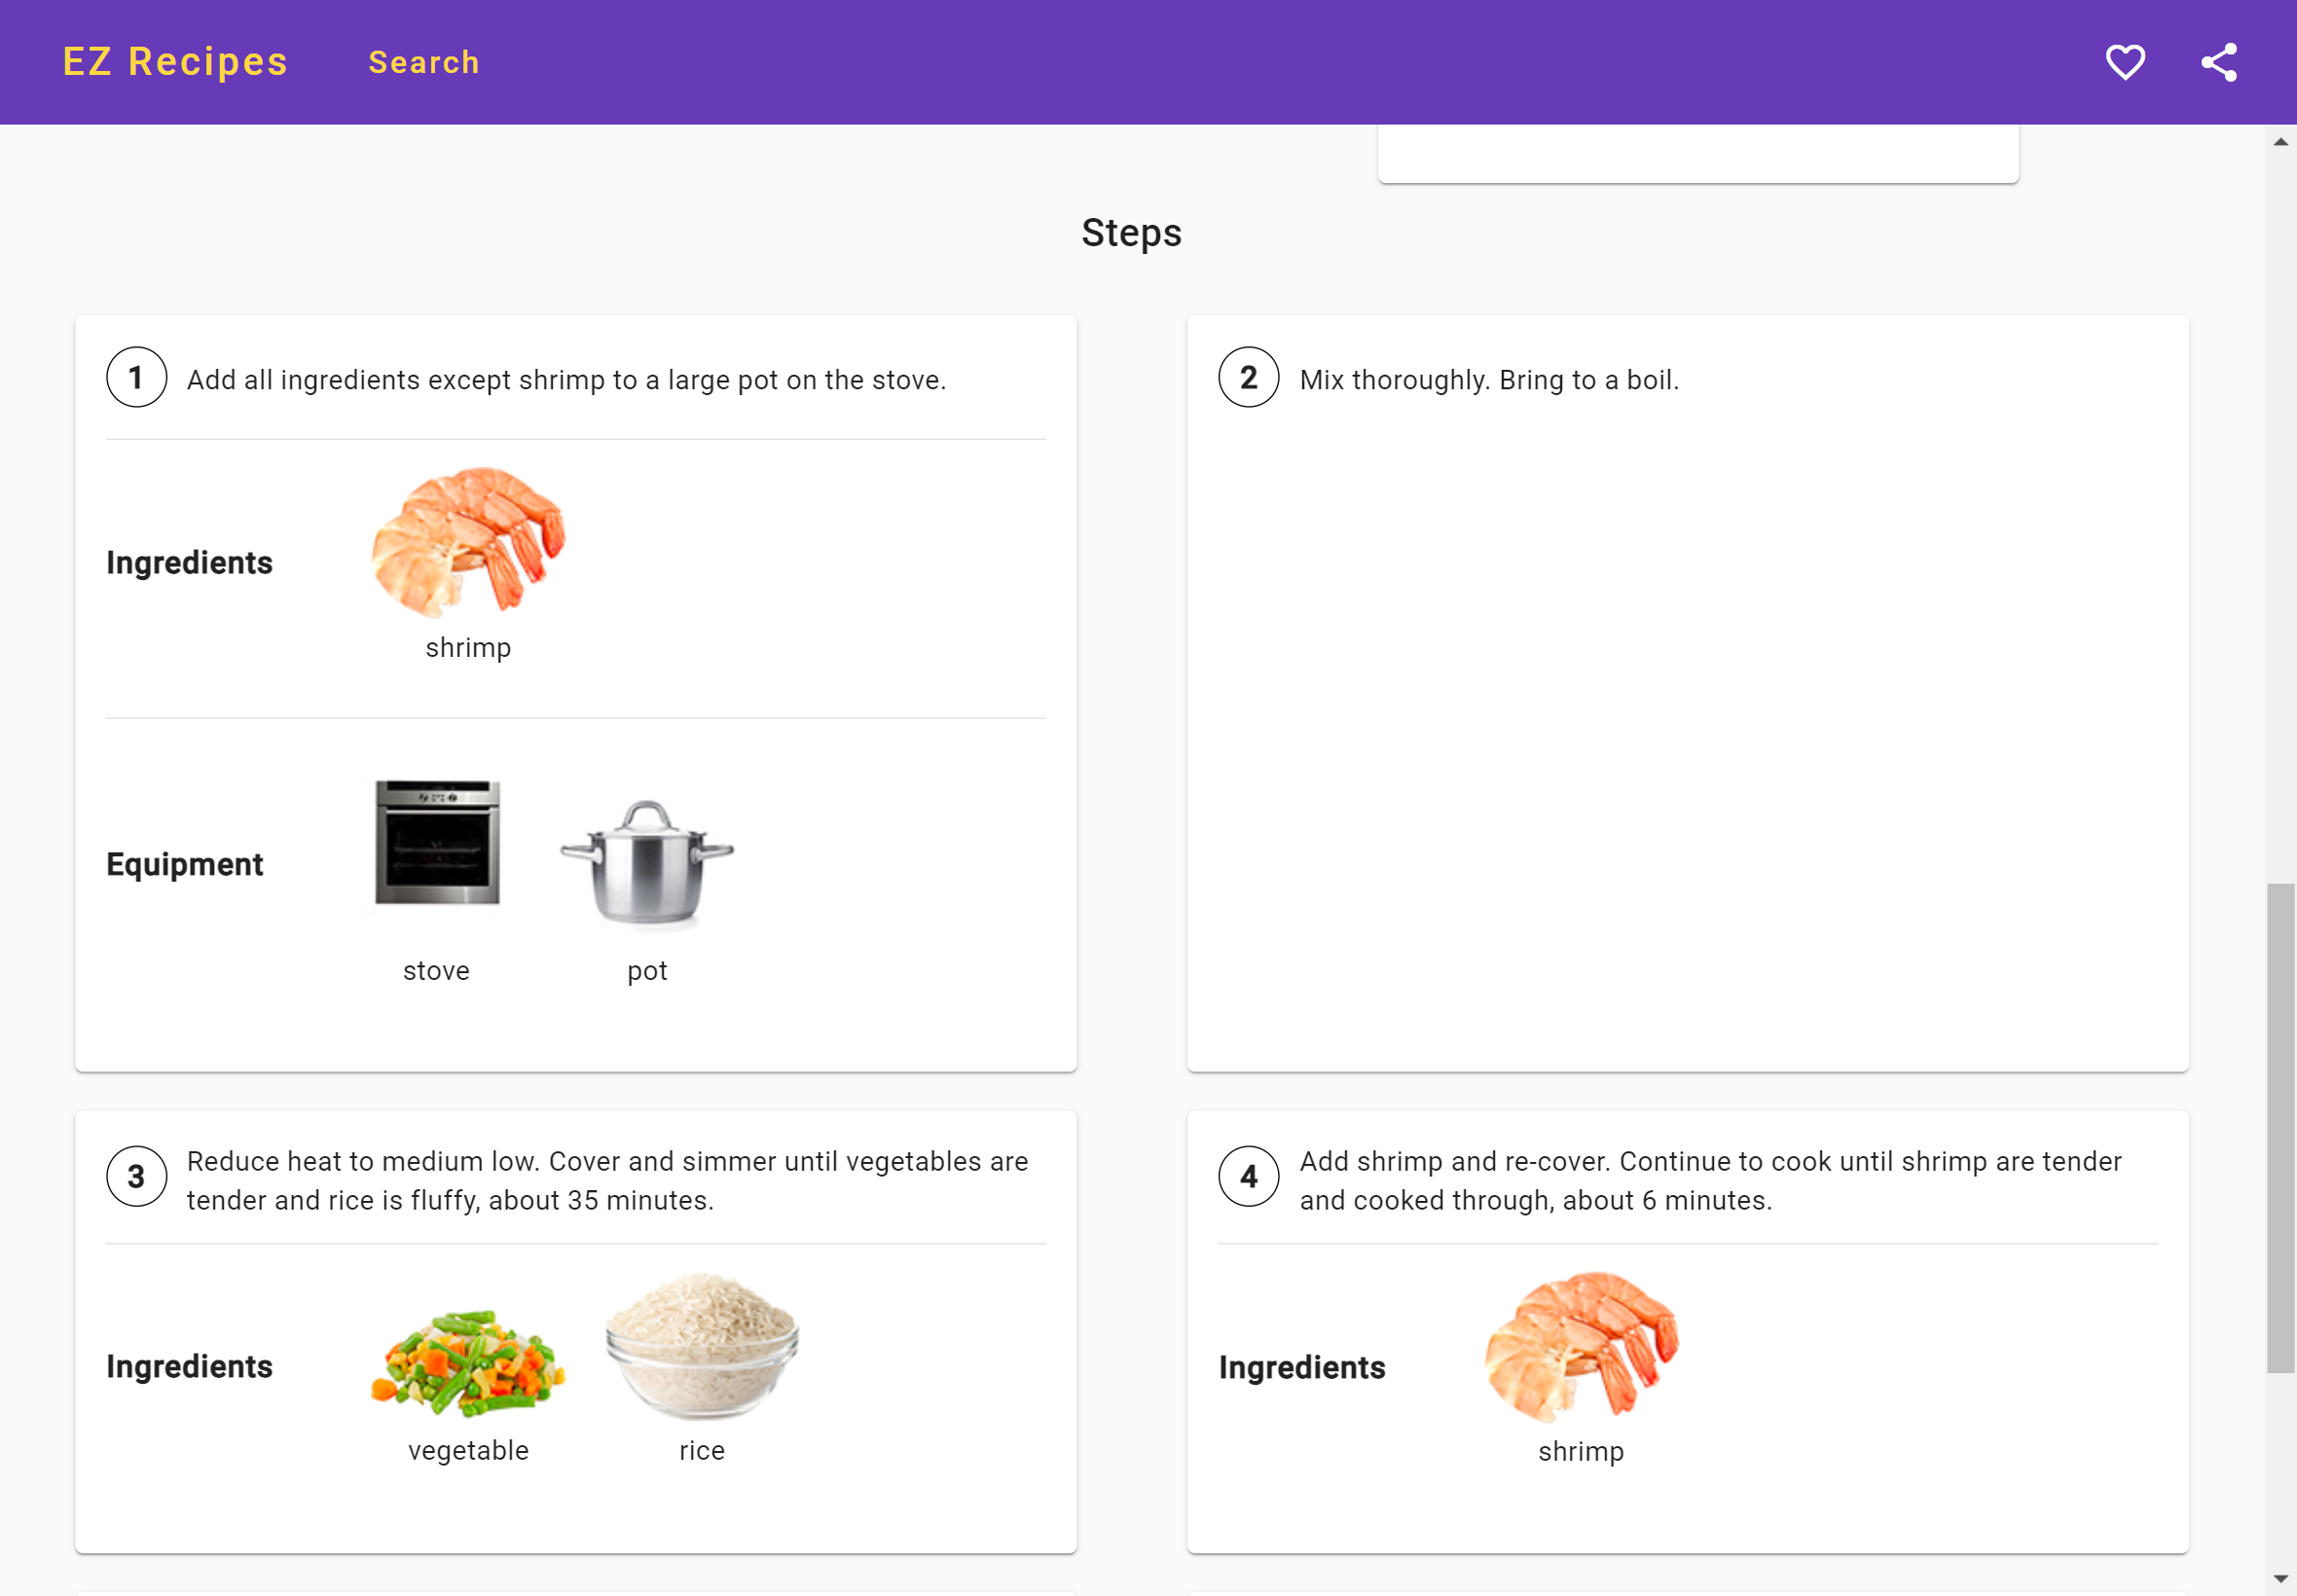 EZ Recipes
Search
Steps
1
Add all ingredients except shrimp to a large pot on the stove.
Ingredients
shrimp
Equipment
stove
pot
2
Mix thoroughly. Bring to a boil.
3
Reduce heat to medium low. Cover and simmer until vegetables are
tender and rice is fluffy, about 35 minutes.
Ingredients
vegetable
rice
4
Add shrimp and re-cover. Continue to cook until shrimp are tender
and cooked through, about 6 minutes.
Ingredients
shrimp